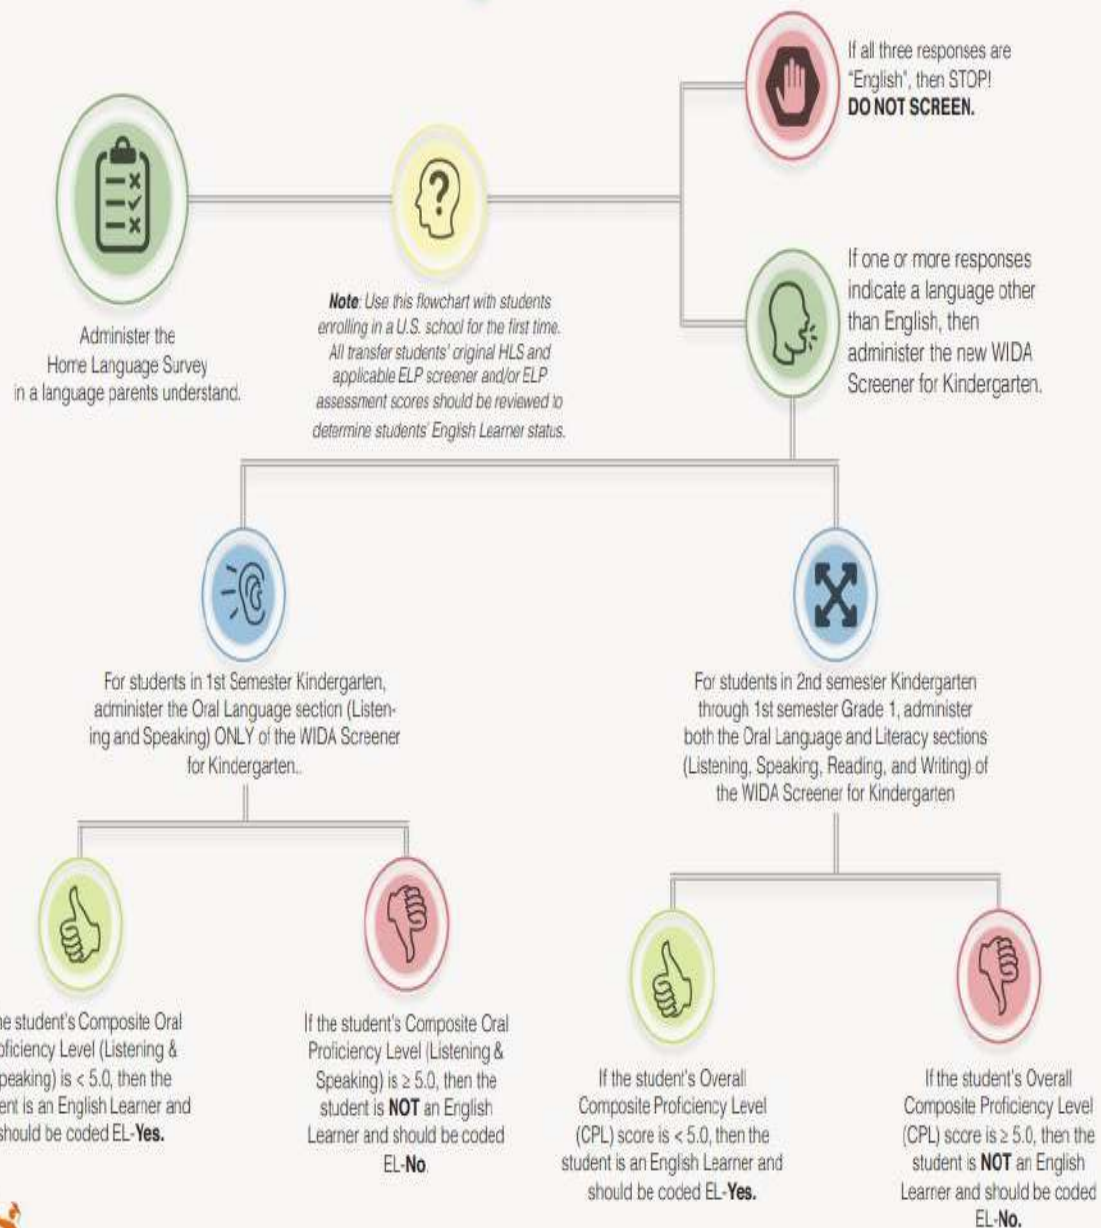 If all three responses are
"English", then STOP!
DO NOT SCREEN.
Administer the
Home Language Survey
in a language parents understand.
Note: Use this flowchart with students
enrolling in a U.S. school for the first time.
All transfer students' original HLS and
applicable ELP screener and/or ELP
assessment scores should be reviewed to
determine students' English Learner status.
If one or more responses
indicate a language other
than English, then
administer the new WIDA
Screener for Kindergarten.
For students in 1st Semester Kindergarten,
administer the Oral Language section (Listen-
ing and Speaking) ONLY of the WIDA Screener
for Kindergarten..
For students in 2nd semester Kindergarten
through 1st semester Grade 1, administer
both the Oral Language and Literacy sections
(Listening, Speaking, Reading, and Writing) of
the WIDA Screener for Kindergarten
student's Composite Oral
Level (Listening &
is < 5.0, then the
is an English Learner and
should be coded EL-Yes.
If the student's Composite Oral
Proficiency Level (Listening &
Speaking) is ≥ 5.0, then the
student is NOT an English
Learner and should be coded
EL-No
If the student's Overall
Composite Proficiency Level
(CPL) score is < 5.0, then the
student is an English Learner and
should be coded EL-Yes.
If the student's Overall
Composite Proficiency Level
(CPL) score is ≥ 5.0, then the
student is NOT an English
Learner and should be coded
EL-No.